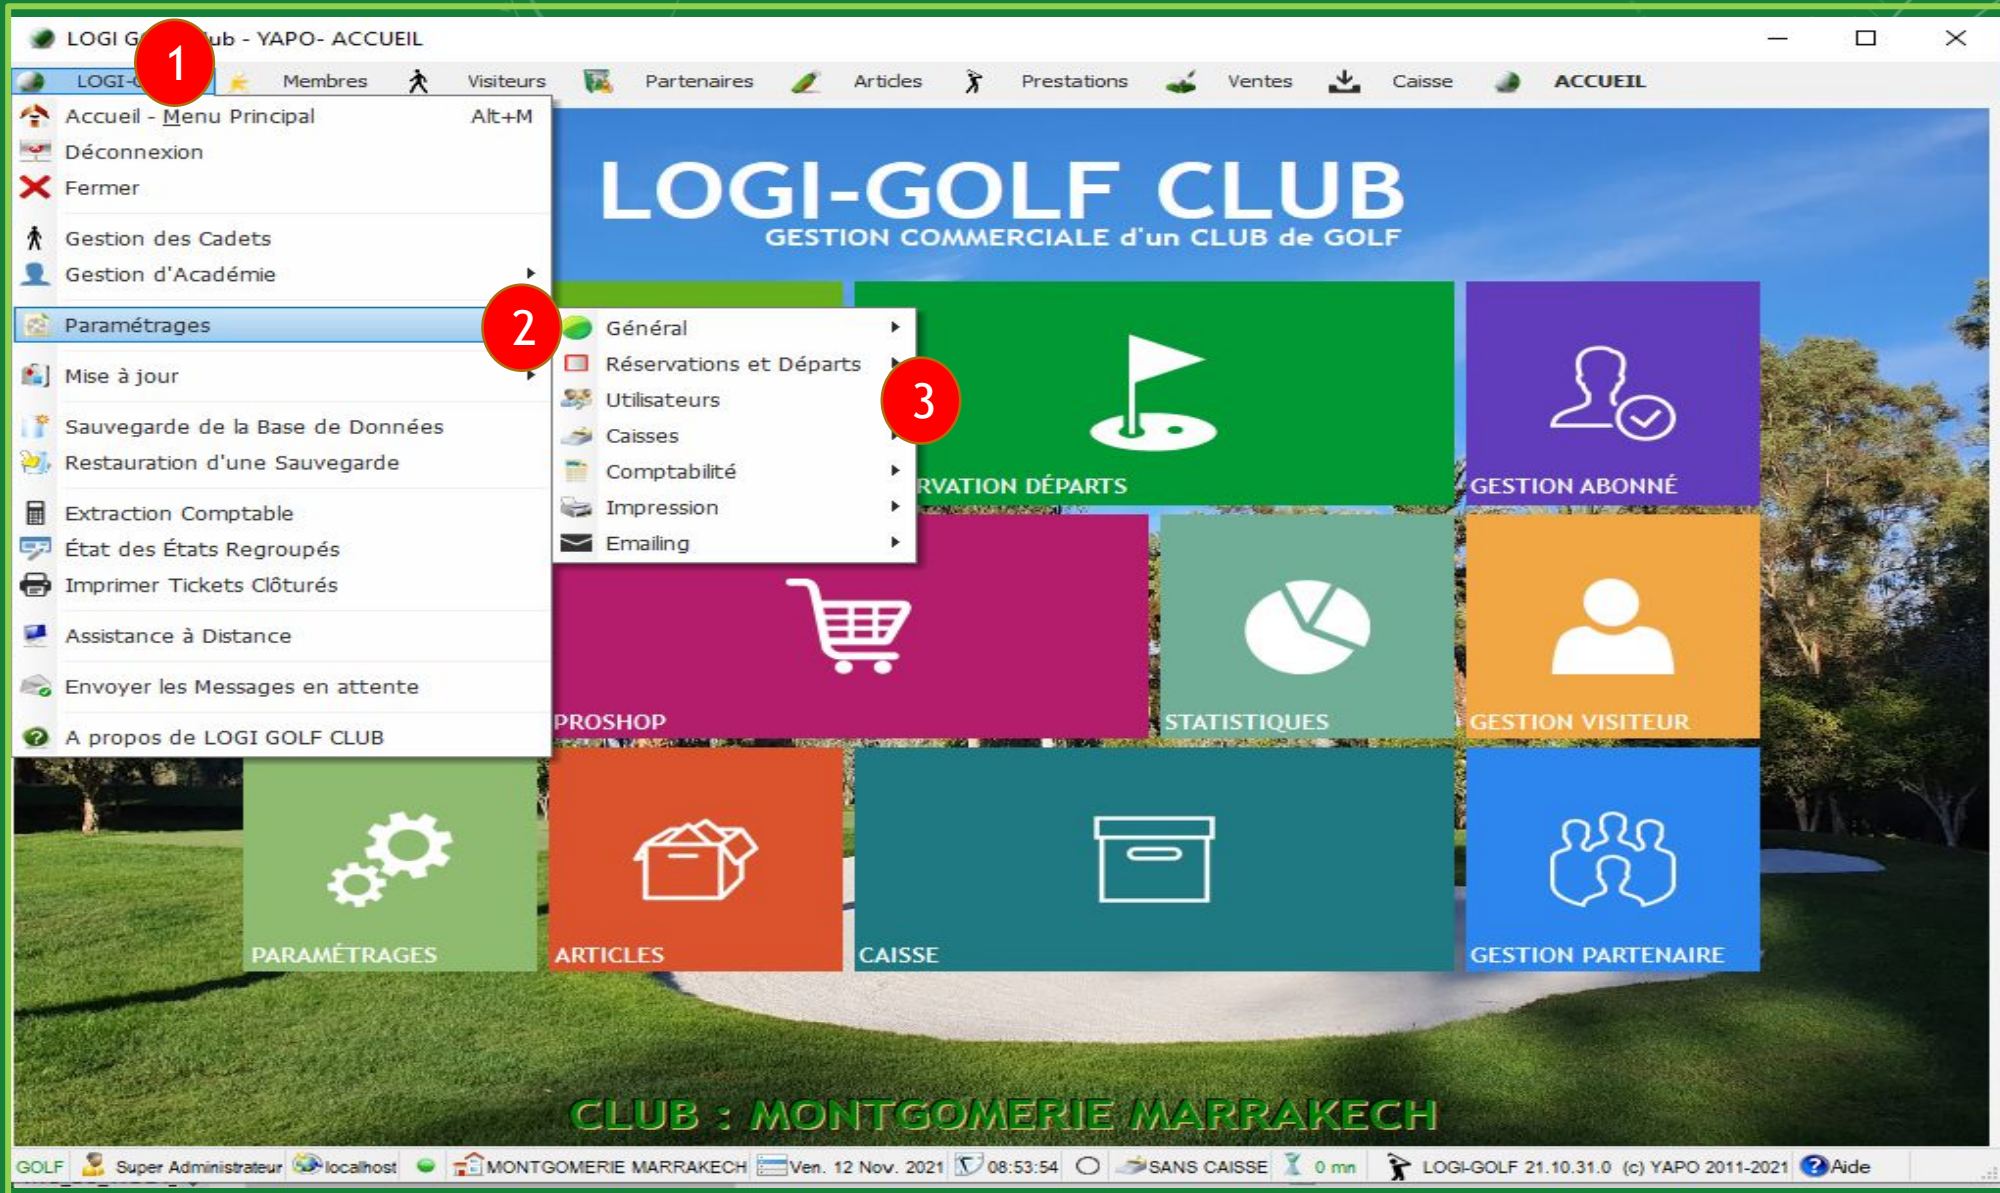 LOGI G ub - YAPO- ACCUEIL
1
LOGI- Membres Visiteurs Partenaires Articles Prestations Ventes Caisse ACCUEIL
Accueil - Menu Principal Alt+M
Déconnexion
Fermer
Gestion des Cadets
Gestion d'Académie
Paramétrages
2
Mise à jour
Sauvegarde de la Base de Données
Restauration d'une Sauvegarde
Extraction Comptable
État des États Regroupés
Imprimer Tickets Clôturés
Assistance à Distance
Envoyer les Messages en attente
A propos de LOGI GOLF CLUB
Général
Réservations et Départs
3
Utilisateurs
Caisses
Comptabilité
Impression
Emailing
LOGI-GOLF CLUB
GESTION COMMERCIALE d'un CLUB de GOLF
RVATION DÉPARTS
GESTION ABONNÉ
PROSHOP
STATISTIQUES
GESTION VISITEUR
PARAMÉTRAGES
ARTICLES
CAISSE
GESTION PARTENAIRE
CLUB : MONTGOMERIE MARRAKECH
GOLF Super Administrateur localhost MONTGOMERIE MARRAKECH Ven. 12 Nov. 2021 08:53:54 SANS CAISSE 0 mn LOGI-GOLF 21.10.31.0 (c) YAPO 2011-2021 Aide